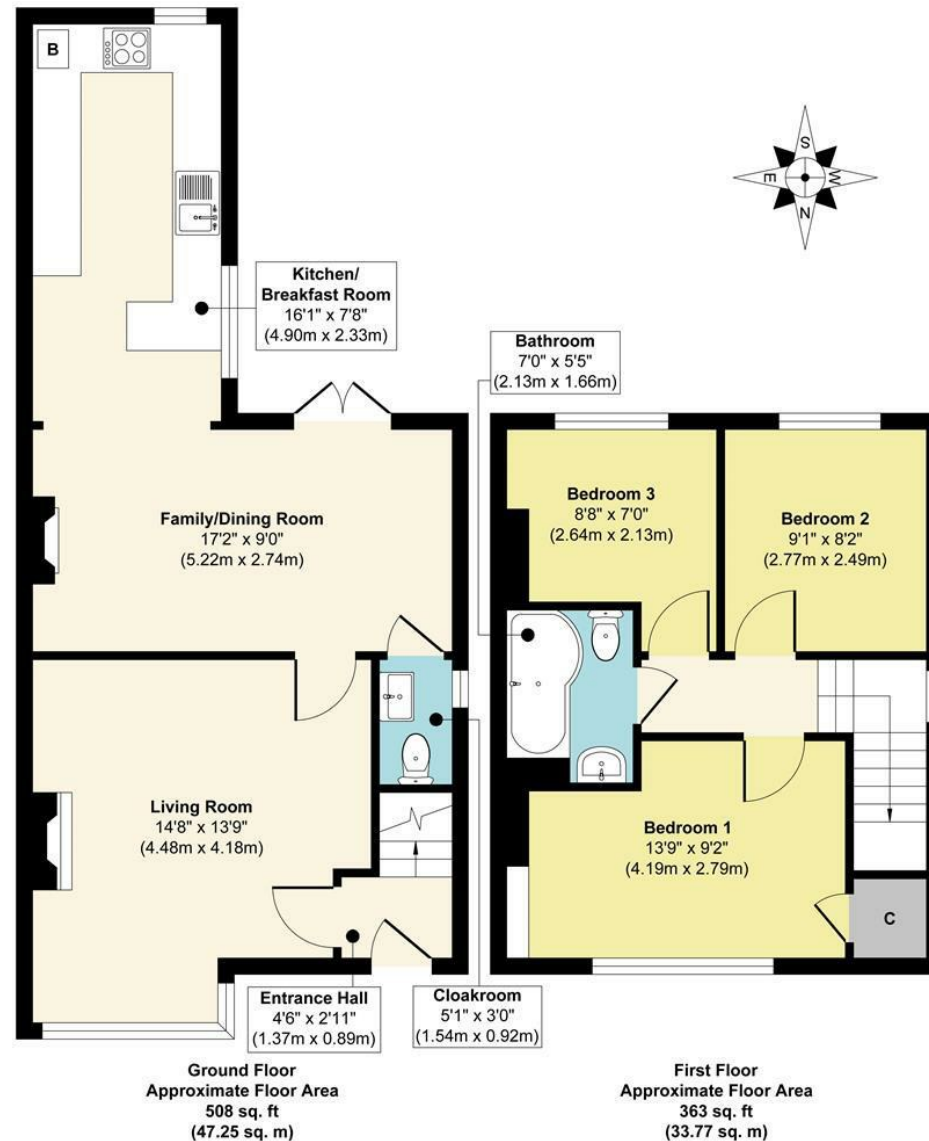 B
S
E
W
N
Kitchen/
Breakfast Room
16'1" x 7'8"
(4.90m x 2.33m)
Bathroom
7'0" x 5'5"
(2.13m x 1.66m)
Family/Dining Room
17'2" x 9'0"
(5.22m x 2.74m)
Bedroom 3
8'8" x 7'0"
(2.64m x 2.13m)
Bedroom 2
9'1" x 8'2"
(2.77m x 2.49m)
Living Room
14'8" x 13'9"
(4.48m x 4.18m)
Bedroom 1
13'9" x 9'2"
(4.19m x 2.79m)
C
Entrance Hall
4'6" x 2'11"
(1.37m x 0.89m)
Cloakroom
5'1" x 3'0"
(1.54m x 0.92m)
Ground Floor
Approximate Floor Area
508 sq. ft
(47.25 sq. m)
First Floor
Approximate Floor Area
363 sq. ft
(33.77 sq. m)